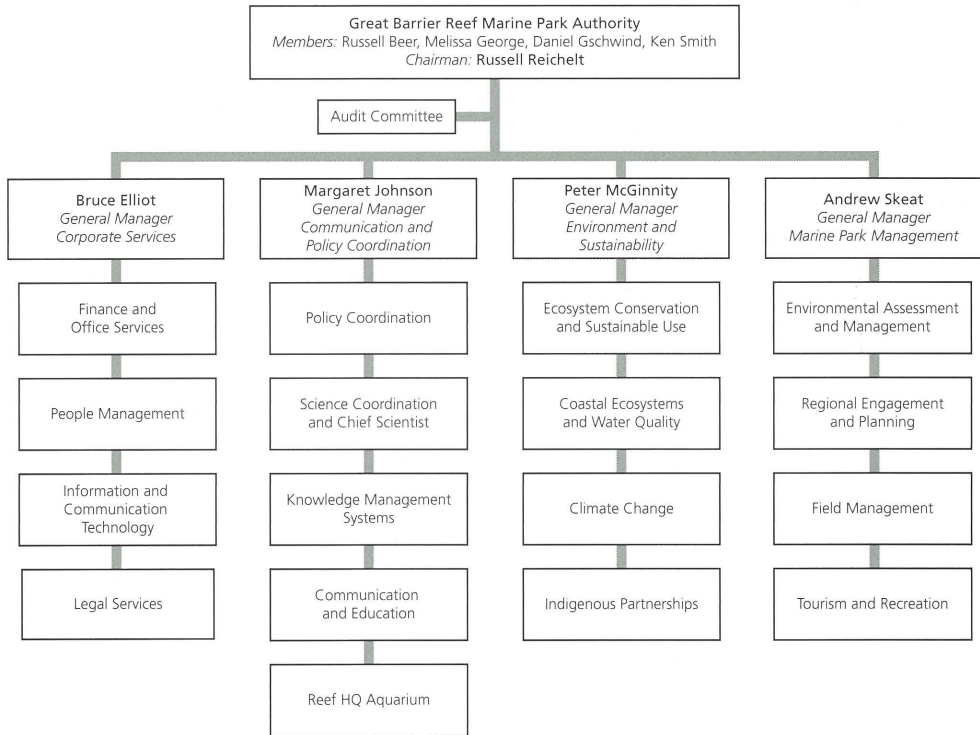 Great Barrier Reef Marine Park Authority
Members: Russell Beer, Melissa George, Daniel Gschwind, Ken Smith
Chairman: Russell Reichelt
Audit Committee
Bruce Elliot
General Manager
Corporate Services
Finance and
Office Services
People Management
Information and
Communication
Technology
Legal Services
Margaret Johnson
General Manager
Communication and
Policy Coordination
Policy Coordination
Science Coordination
and Chief Scientist
Knowledge Management
Systems
Communication
and Education
Reef HQ Aquarium
Peter McGinnity
General Manager
Environment and
Sustainability
Ecosystem Conservation
and Sustainable Use
Coastal Ecosystems
and Water Quality
Climate Change
Indigenous Partnerships
Andrew Skeat
General Manager
Marine Park Management
Environmental Assessment
and Management
Regional Engagement
and Planning
Field Management
Tourism and Recreation